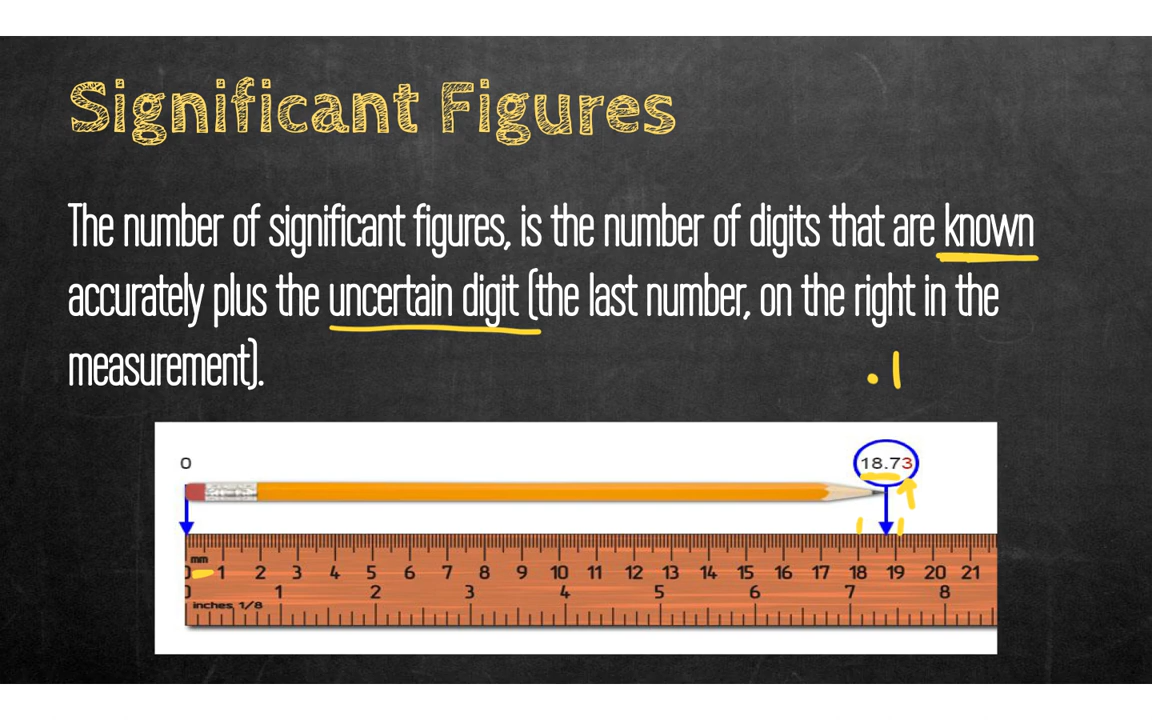 Significant Figures
The number of significant figures, is the number of digits that are known
accurately plus the uncertain digit (the last number, on the right in the
measurement).
.1
0 18.73
mm
0 1 2 3 4 5 6 7 8 9 10 11 12 13 14 15 16 17 18 19 20 21
0 1 2 3 4 5 6 7 8
inches 1/8